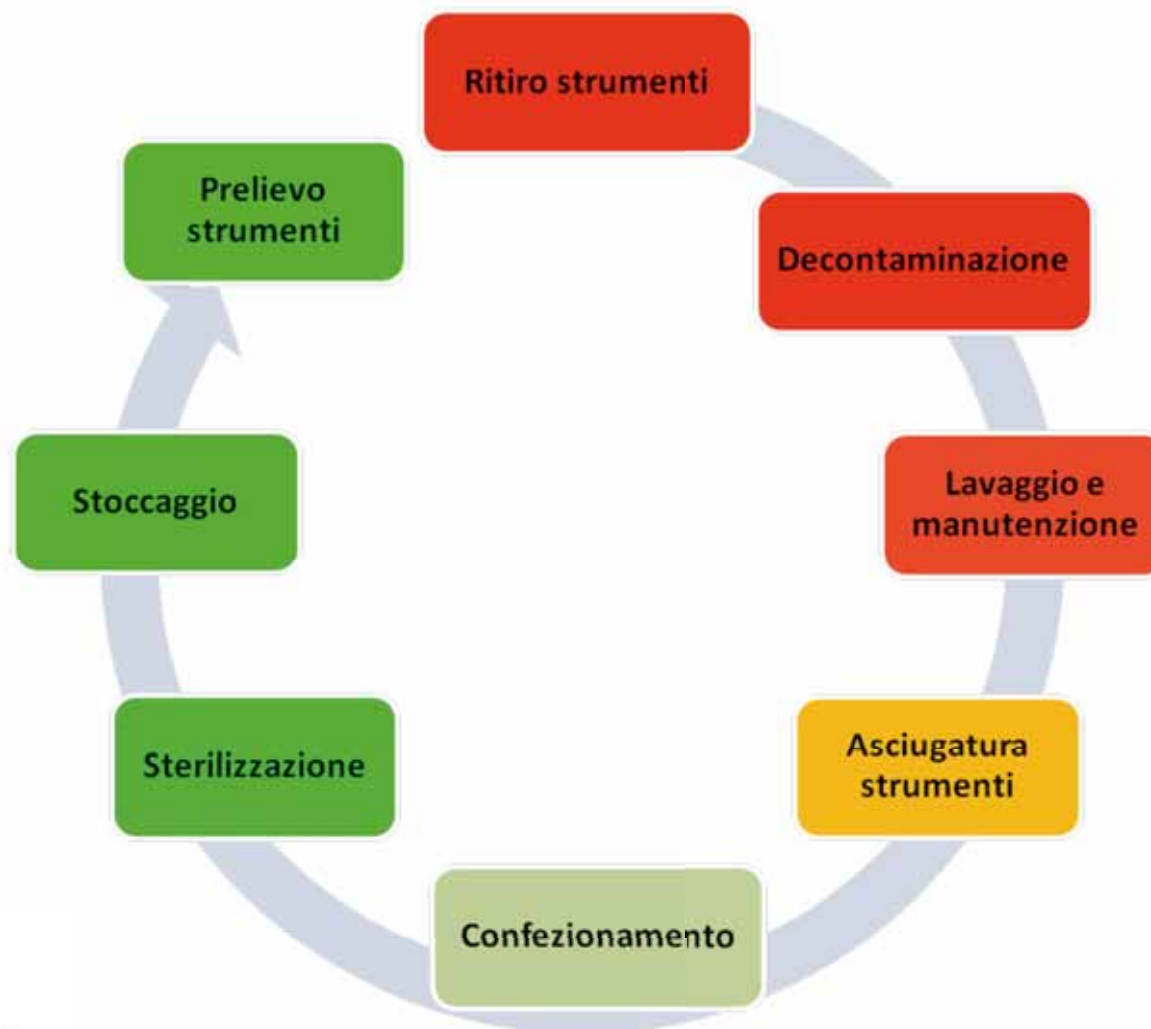 Ritiro strumenti
Decontaminazione
Lavaggio e
manutenzione
Asciugatura
strumenti
Confezionamento
Sterilizzazione
Stoccaggio
Prelievo
strumenti